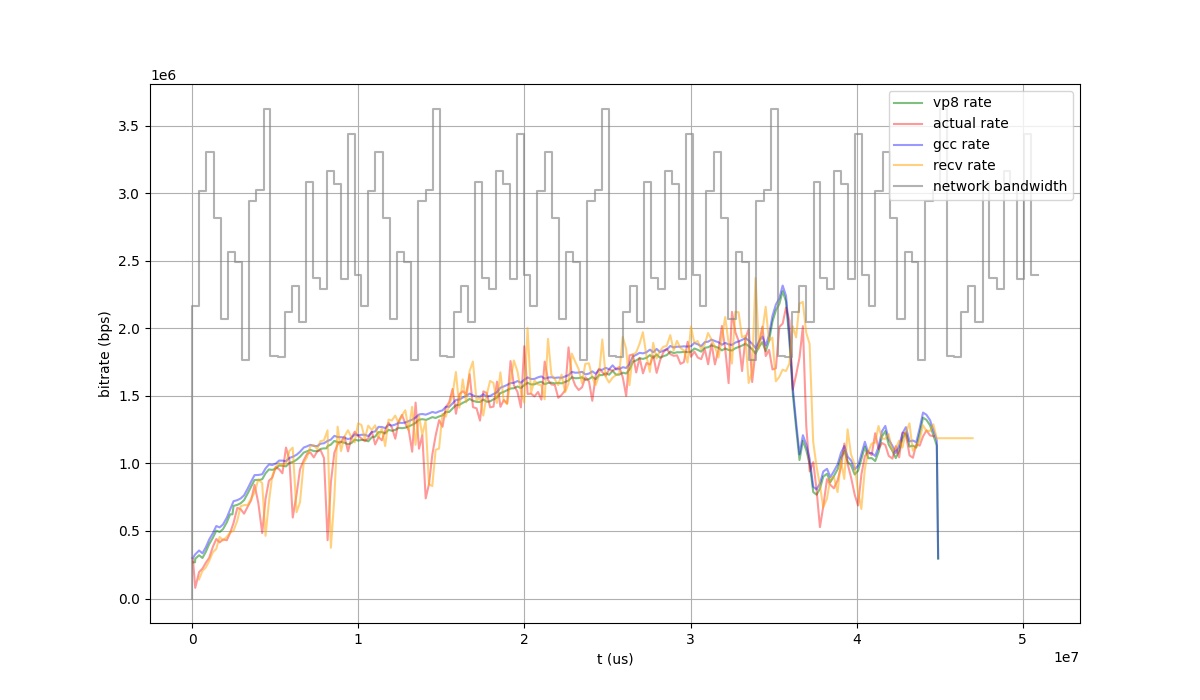 1e6
3.5
3.0
2.5
2.0
1.5
1.0
0.5
0.0
bitrate (bps)
vp8 rate
actual rate
gcc rate
recv rate
network bandwidth
0 1 2 3 4 5
t (us)
1e7